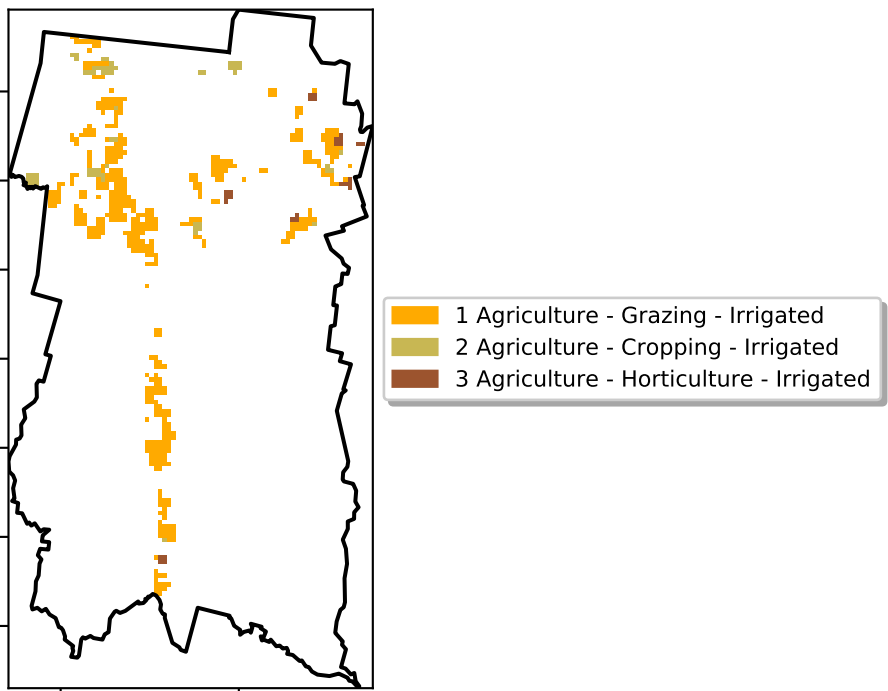 1 Agriculture - Grazing - Irrigated
2 Agriculture - Cropping - Irrigated
3 Agriculture - Horticulture - Irrigated